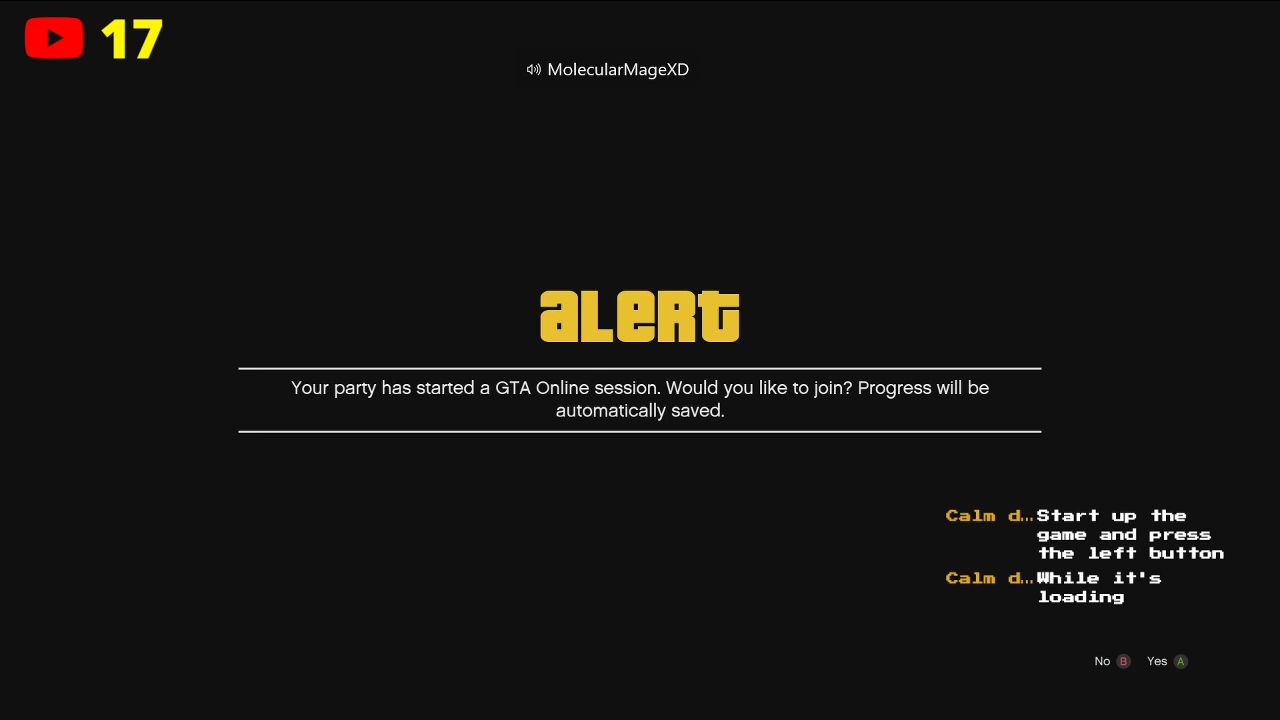 17
MolecularMageXD
alert
Your party has started a GTA Online session. Would you like to join? Progress will be
automatically saved.
Calm d...Start up the
game and press
the left button
Calm d...While it's
loading
No B Yes A